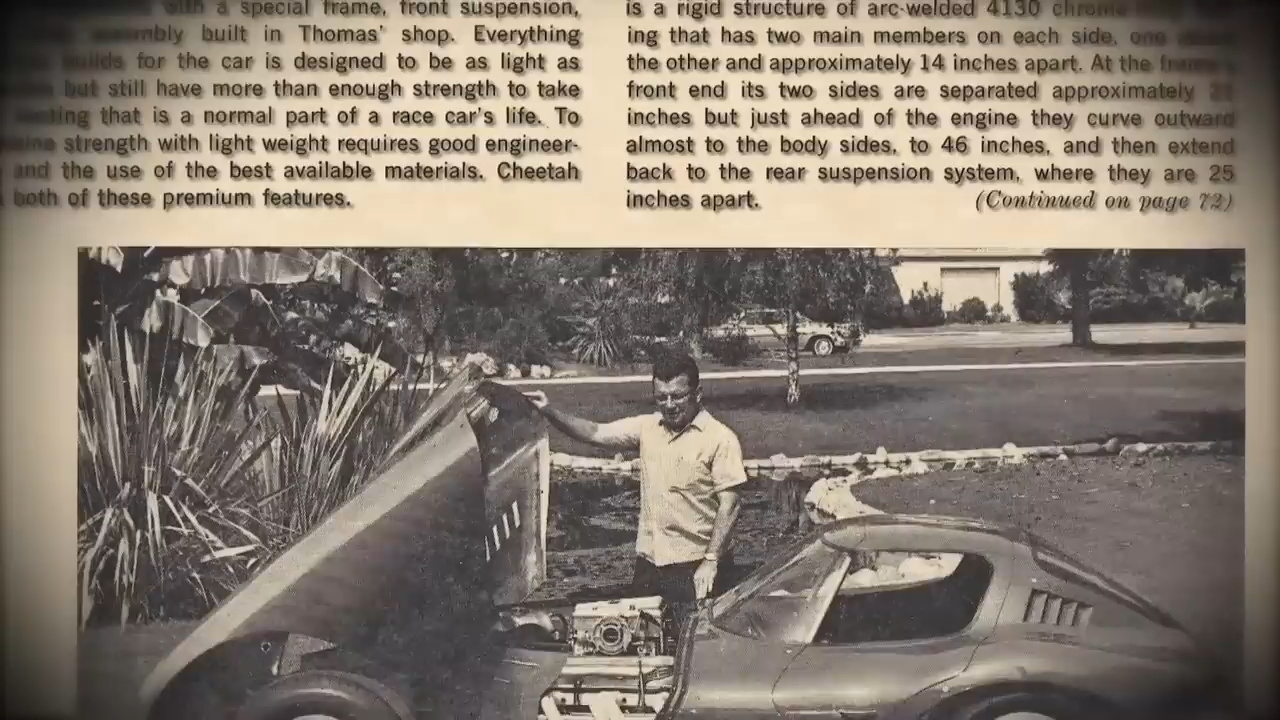 with a special frame, front suspension,
assembly built in Thomas' shop. Everything
builds for the car is designed to be as light as
but still have more than enough strength to take
that is a normal part of a race car's life. To
strength with light weight requires good engineer-
and the use of the best available materials. Cheetah
both of these premium features.
is a rigid structure of arc-welded 4130 chrome
ing that has two main members on each side, one
the other and approximately 14 inches apart. At the frame's
front end its two sides are separated approximately
inches but just ahead of the engine they curve outward
almost to the body sides, to 46 inches, and then extend
back to the rear suspension system, where they are 25
inches apart.
(Continued on page 72)